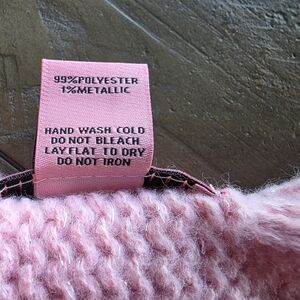 99%POLYESTER
1%METALLIC
HAND WASH COLD
DO NOT BLEACH
LAY FLAT TO DRY
DO NOT IRON